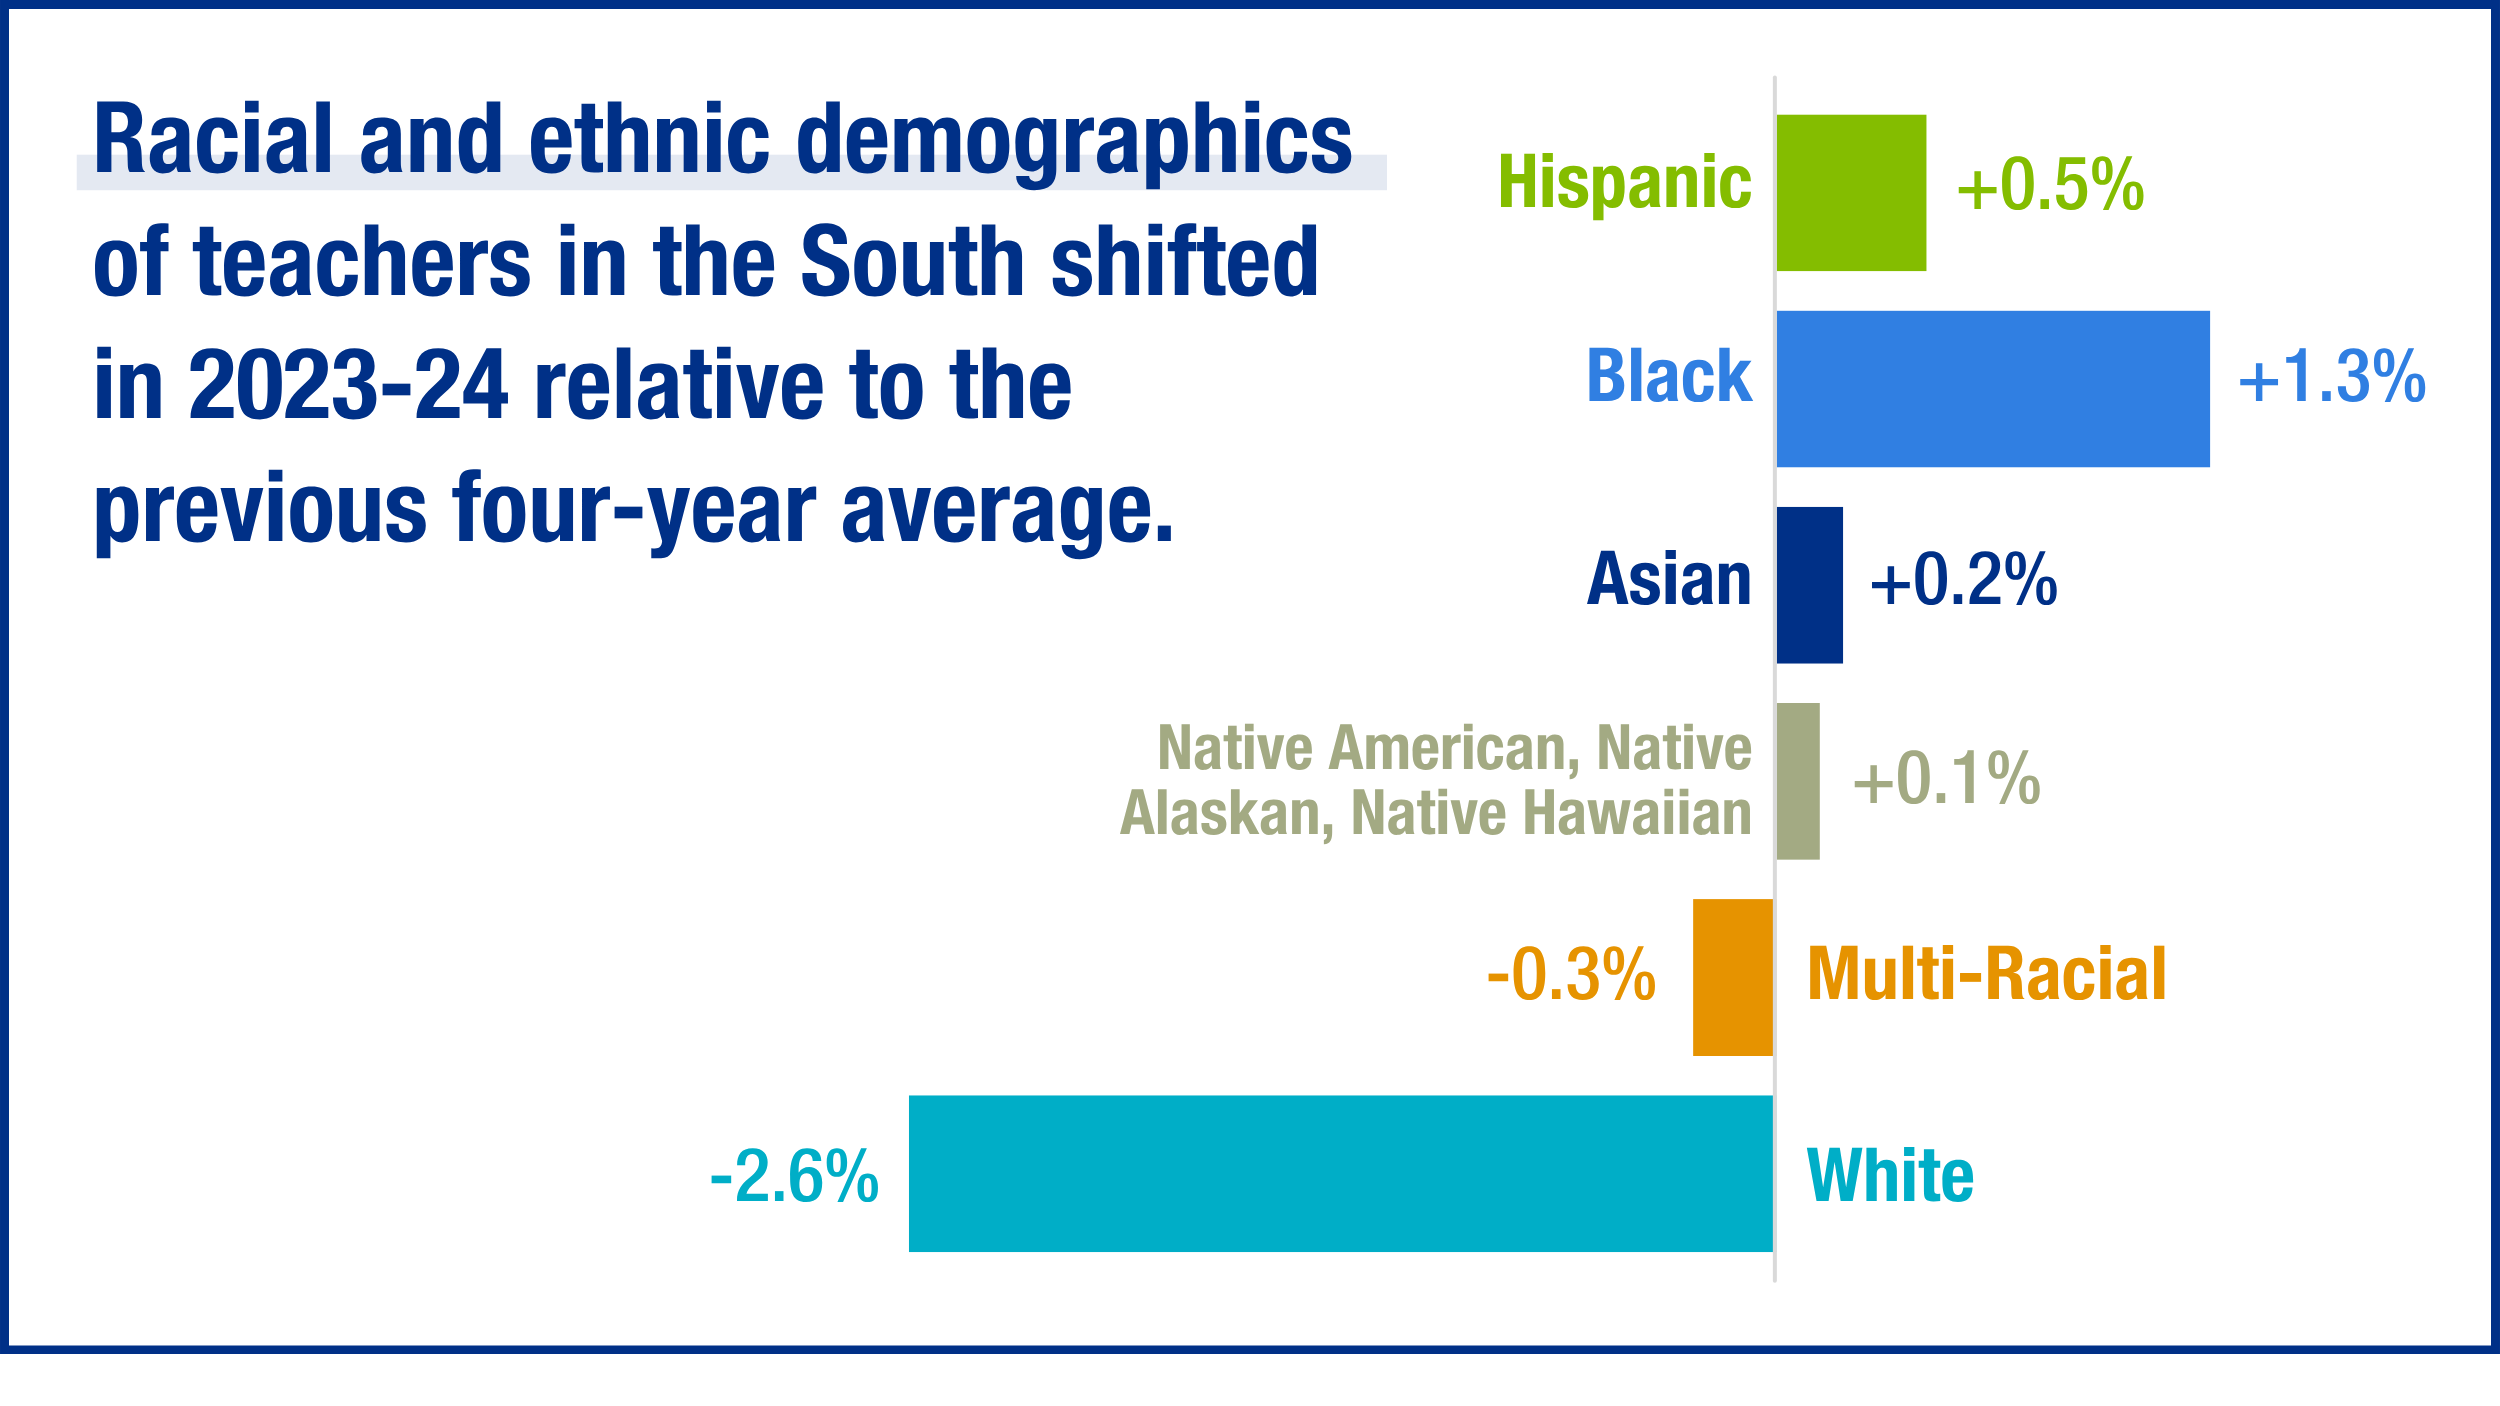 Racial and ethnic demographics
of teachers in the South shifted
in 2023-24 relative to the
previous four-year average.
Hispanic +0.5%
Black +1.3%
Asian +0.2%
Native American, Native
Alaskan, Native Hawaiian +0.1%
-0.3% Multi-Racial
-2.6% White